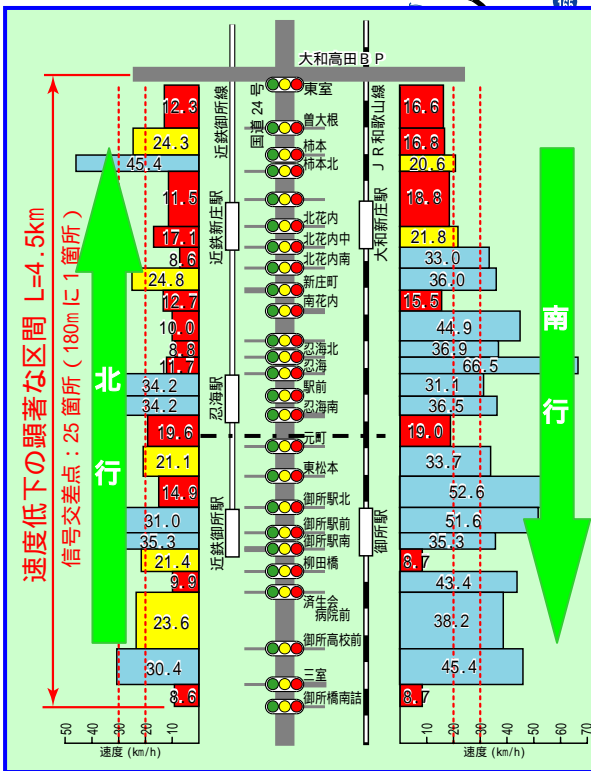 大和高田ＢＰ
近鉄御所線
国道 24 号
東室
ＪＲ和歌山線
曽大根
柿本
柿本北
近鉄新庄駅
北花内
北花内中
北花内南
大和新庄駅
新庄町
南花内
忍海北
忍海
忍海駅
駅前
忍海南
元町
東松本
近鉄御所駅
御所駅北
御所駅前
御所駅南
御所駅
柳田橋
済生会
病院前
御所高校前
三室
御所橋南詰
速度低下の顕著な区間 L=4.5km
信号交差点：25 箇所（180mに 1 箇所）
北行
12.3
24.3
45.4
11.5
17.1
8.6
24.8
12.7
10.0
8.8
11.7
34.2
34.2
19.6
21.1
14.9
31.0
35.3
21.4
9.9
23.6
30.4
8.6
南行
16.6
16.8
20.6
18.8
21.8
33.0
36.0
15.5
44.9
36.9
66.5
31.1
36.5
19.0
33.7
52.6
51.6
35.3
8.7
43.4
38.2
45.4
8.7
50 40 30 20 10
速度 (km/h)
10 20 30 40 50 60 70
速度 (km/h)